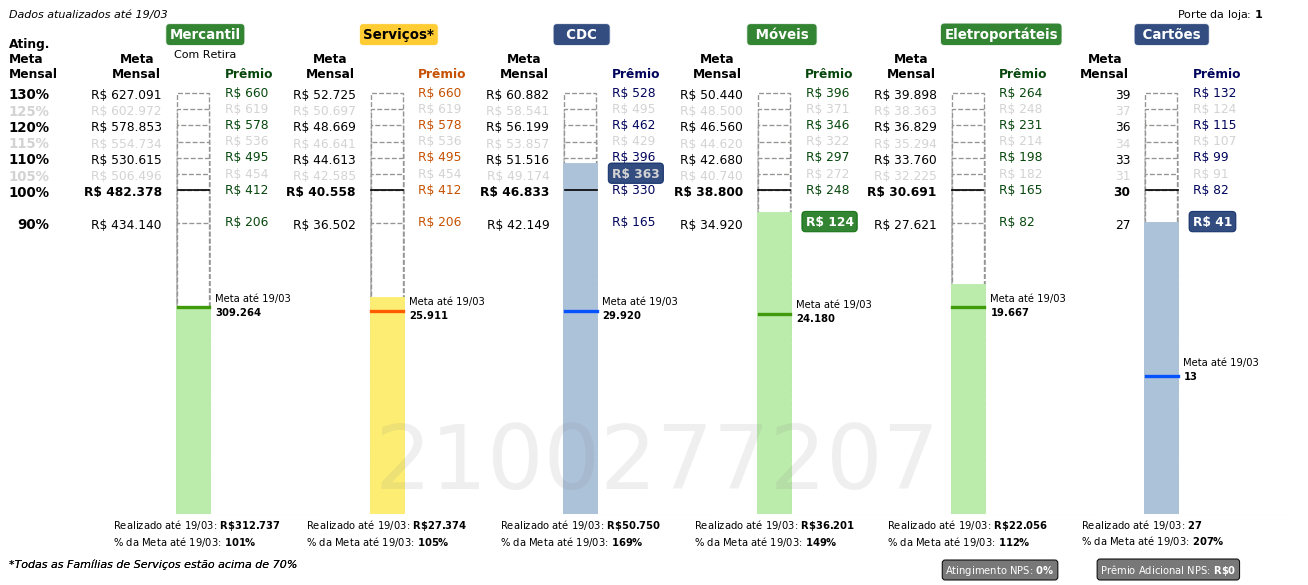 Dados atualizados até 19/03
Porte da loja: 1
Mercantil Serviços* CDC Móveis Eletroportáteis Cartões
Com Retira
Ating.
Meta Meta Meta Meta Meta Meta Meta
Mensal Mensal Prêmio Mensal Prêmio Mensal Prêmio Mensal Prêmio Mensal Prêmio Mensal Prêmio
130% R$ 627.091 R$ 660 R$ 52.725 R$ 660 R$ 60.882 R$ 528 R$ 50.440 R$ 396 R$ 39.898 R$ 264 39 R$ 132
125% R$ 602.972 R$ 619 R$ 50.697 R$ 619 R$ 58.541 R$ 495 R$ 48.500 R$ 371 R$ 38.363 R$ 248 37 R$ 124
120% R$ 578.853 R$ 578 R$ 48.669 R$ 578 R$ 56.199 R$ 462 R$ 46.560 R$ 346 R$ 36.829 R$ 231 36 R$ 115
115% R$ 554.734 R$ 536 R$ 46.641 R$ 536 R$ 53.857 R$ 429 R$ 44.620 R$ 322 R$ 35.294 R$ 214 34 R$ 107
110% R$ 530.615 R$ 495 R$ 44.613 R$ 495 R$ 51.516 R$ 396 R$ 42.680 R$ 297 R$ 33.760 R$ 198 33 R$ 99
105% R$ 506.496 R$ 454 R$ 42.585 R$ 454 R$ 49.174 R$ 363 R$ 40.740 R$ 272 R$ 32.225 R$ 182 31 R$ 91
100% R$ 482.378 R$ 412 R$ 40.558 R$ 412 R$ 46.833 R$ 330 R$ 38.800 R$ 248 R$ 30.691 R$ 165 30 R$ 82
90% R$ 434.140 R$ 206 R$ 36.502 R$ 206 R$ 42.149 R$ 165 R$ 34.920 R$ 124 R$ 27.621 R$ 82 27 R$ 41
Meta até 19/03 Meta até 19/03 Meta até 19/03 Meta até 19/03 Meta até 19/03
309.264 25.911 29.920 24.180 19.667
Meta até 19/03
13
2100277207
Realizado até 19/03: R$312.737 Realizado até 19/03: R$27.374 Realizado até 19/03: R$50.750 Realizado até 19/03: R$36.201 Realizado até 19/03: R$22.056 Realizado até 19/03: 27
% da Meta até 19/03: 101% % da Meta até 19/03: 105% % da Meta até 19/03: 169% % da Meta até 19/03: 149% % da Meta até 19/03: 112% % da Meta até 19/03: 207%
*Todas as Famílias de Serviços estão acima de 70%
Atingimento NPS: 0% Prêmio Adicional NPS: R$0